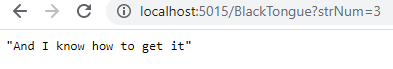 localhost:5015/BlackTongue?strNum=3
"And I know how to get it"